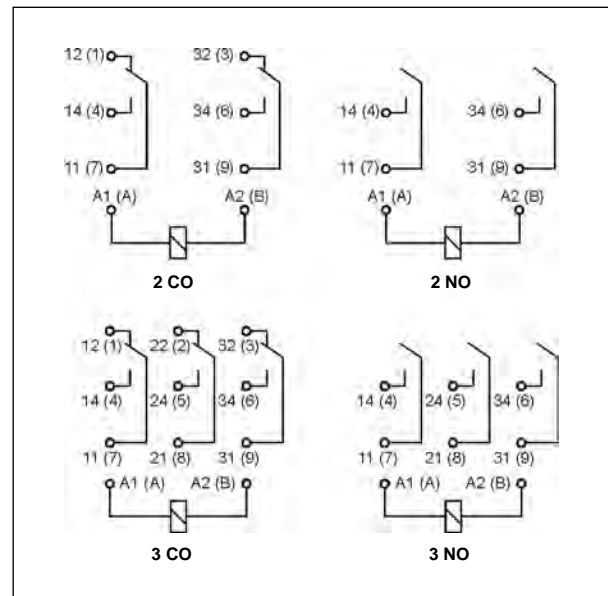 12 (1) 32 (3)
14 (4) 34 (6) 14 (4) 34 (6)
11 (7) 31 (9) 11 (7) 31 (9)
A1 (A) A2 (B) A1 (A) A2 (B)
2 CO 2 NO
12 (1) 22 (2) 32 (3)
14 (4) 24 (5) 34 (6) 14 (4) 24 (5) 34 (6)
11 (7) 21 (8) 31 (9) 11 (7) 21 (8) 31 (9)
A1 (A) A2 (B) A1 (A) A2 (B)
3 CO 3 NO